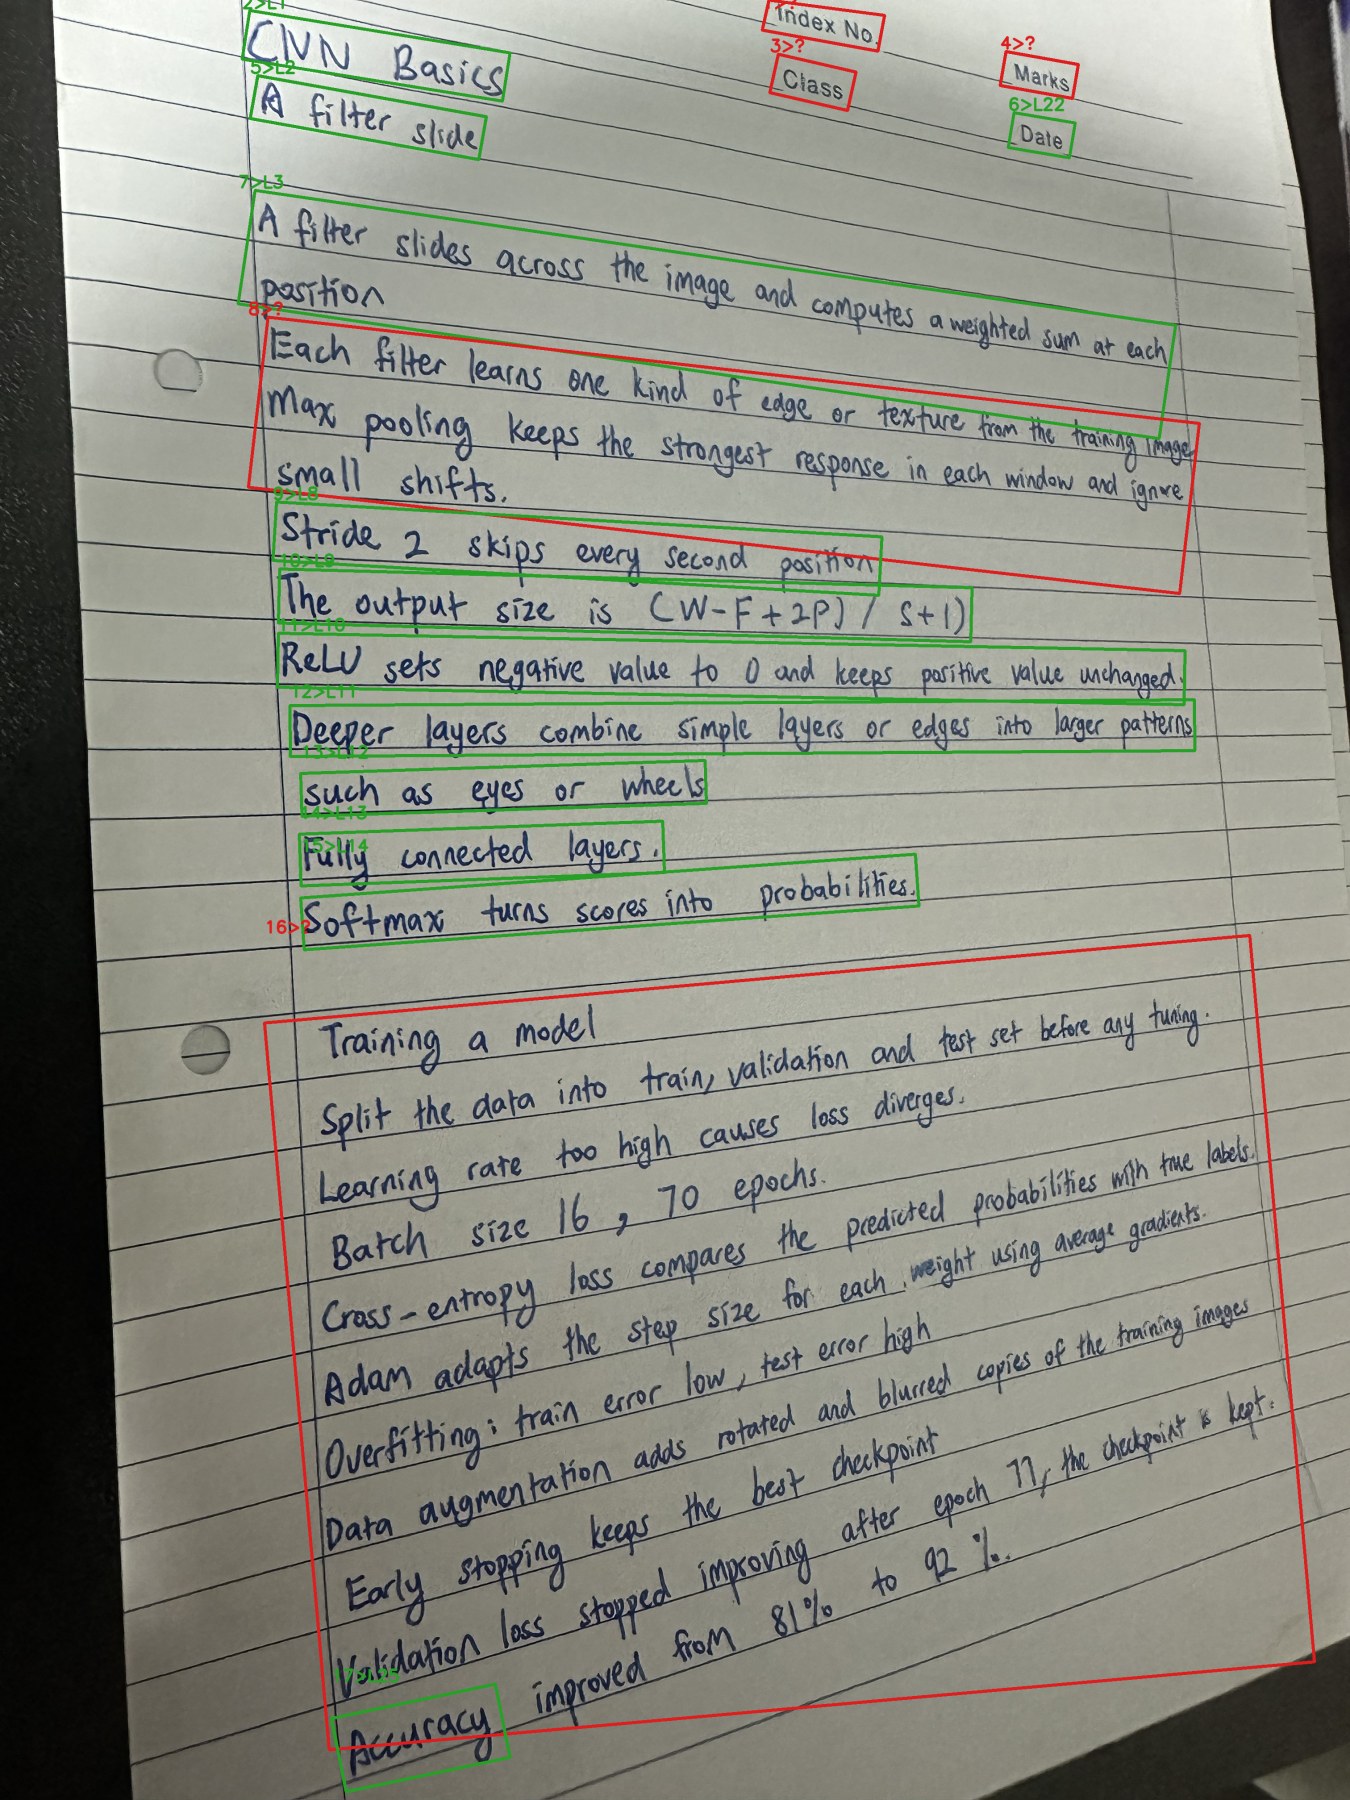 Index No.
CNN Basics
Class
Marks
A filter slide
Date
A filter slides across the image and computes a weighted sum at each
position
Each filter learns one kind of edge or texture from the training image
Max pooling keeps the strongest response in each window and ignore
small shifts.
Stride 2 skips every second position
The output size is (W-F+2P) / S+1)
ReLU sets negative value to 0 and keeps positive value unchanged.
Deeper layers combine simple layers or edges into larger patterns
such as eyes or wheels
Fully connected layers.
Softmax turns scores into probabilities.
Training a model
Split the data into train, validation and test set before any tuning.
Learning rate too high causes loss diverges.
Batch size 16, 70 epochs.
Cross-entropy loss compares the predicted probabilities with true labels.
Adam adapts the step size for each weight using average gradients.
Overfitting: train error low, test error high
Data augmentation adds rotated and blurred copies of the training images
Early stopping keeps the best checkpoint
Validation loss stopped improving after epoch 77, the checkpoint is kept.
Accuracy improved from 81% to 92%.